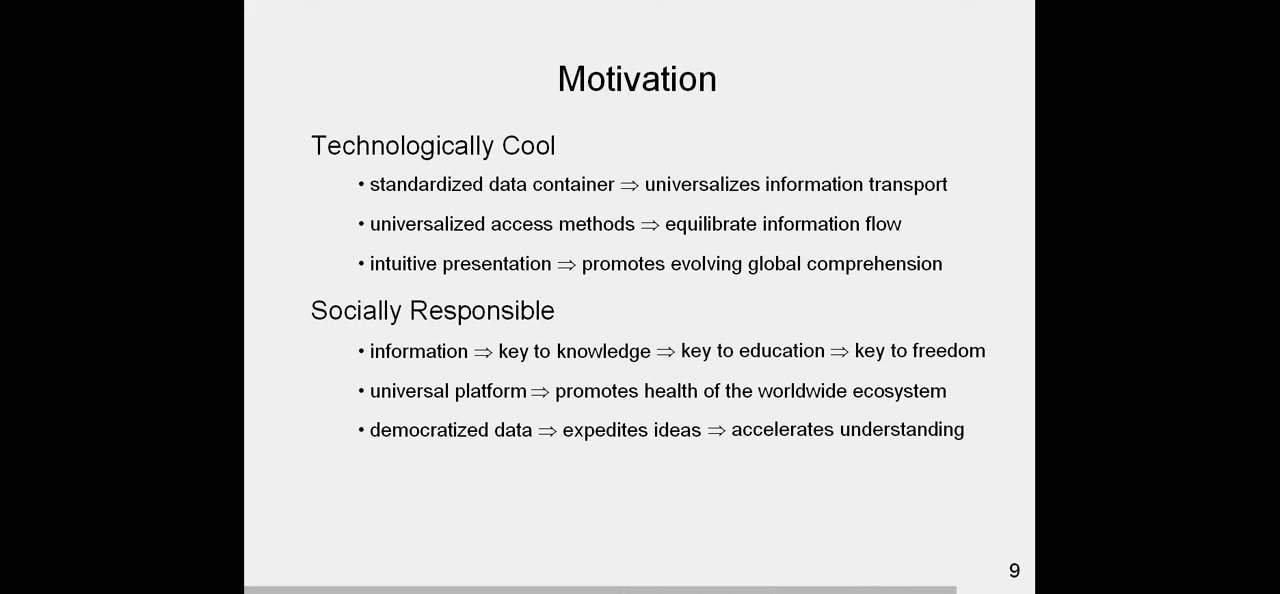 Motivation
Technologically Cool
• standardized data container ⇒ universalizes information transport
• universalized access methods ⇒ equilibrate information flow
• intuitive presentation ⇒ promotes evolving global comprehension
Socially Responsible
• information ⇒ key to knowledge ⇒ key to education ⇒ key to freedom
• universal platform ⇒ promotes health of the worldwide ecosystem
• democratized data ⇒ expedites ideas ⇒ accelerates understanding
9